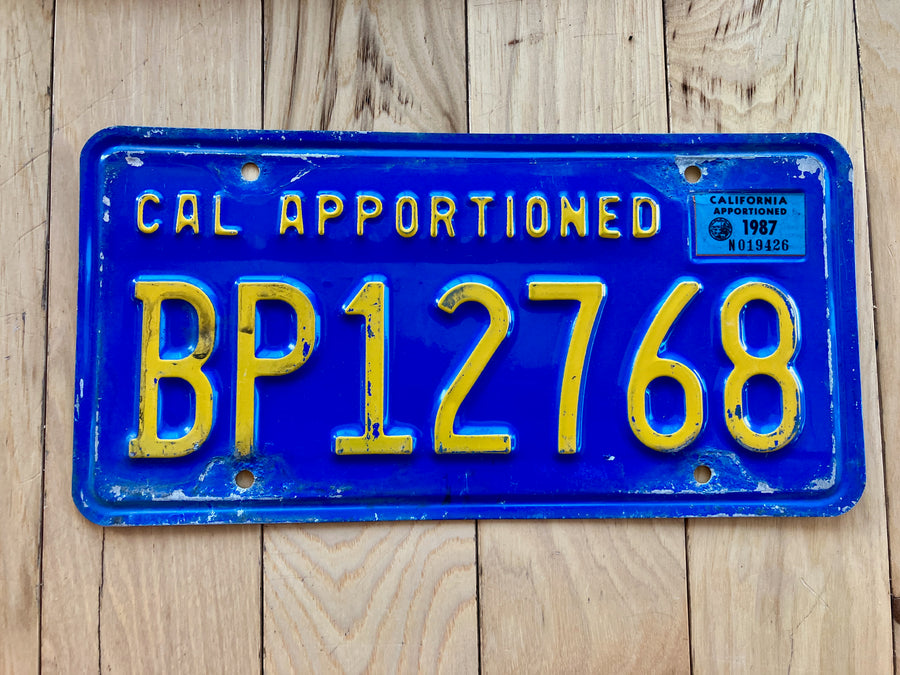 CAL APPORTIONED
CALIFORNIA
APPORTIONED
1987
N019426
BP12768